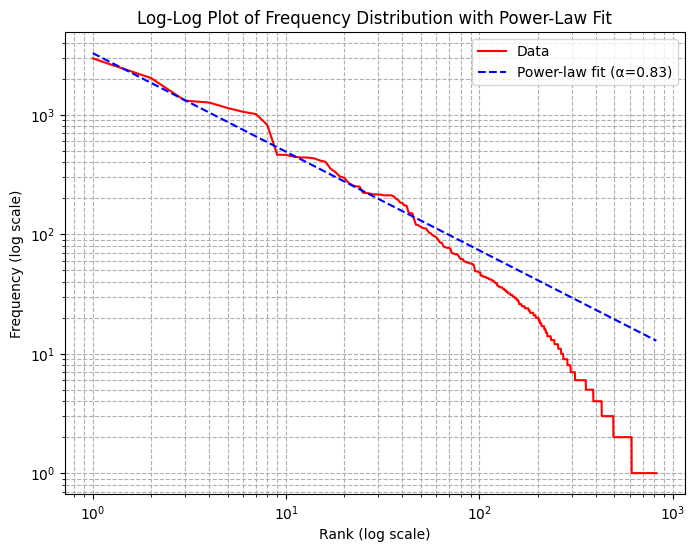 Log-Log Plot of Frequency Distribution with Power-Law Fit
Data
Power-law fit (α=0.83)
Frequency (log scale)
10³
10²
10¹
10⁰
10⁰ 10¹ 10² 10³
Rank (log scale)